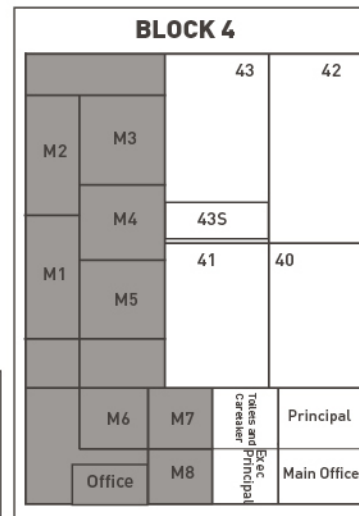 BLOCK 4
43
42
M2
M3
M4
43S
M1
41
40
M5
M6
M7
Toilets and
Caretaker
Principal
Exec
Principal
Office
M8
Main Office